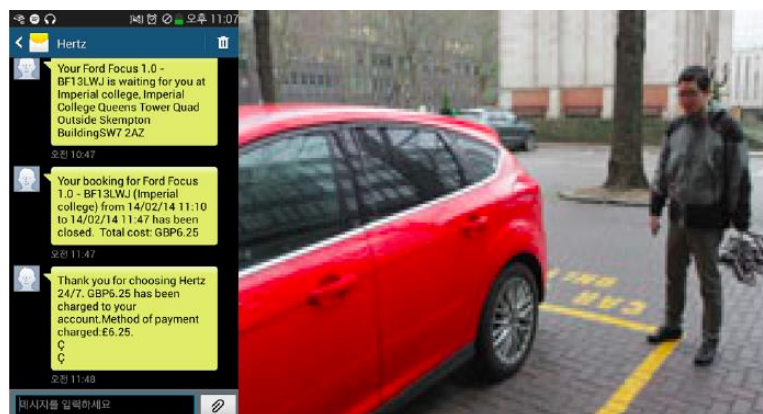 오후 11:07
Hertz
Your Ford Focus 1.0 -
BF13LWJ is waiting for you at
Imperial college, Imperial
College Queens Tower Quad
Outside Skempton
BuildingSW7 2AZ
오전 10:47
Your booking for Ford Focus
1.0 - BF13LWJ (Imperial
college) from 14/02/14 11:10
to 14/02/14 11:47 has been
closed.  Total cost: GBP6.25
오전 11:47
Thank you for choosing Hertz
24/7. GBP6.25 has been
charged to your
account.Method of payment
charged:£6.25.
Ç
Ç
오전 11:48
메시지를 입력하세요
CAR